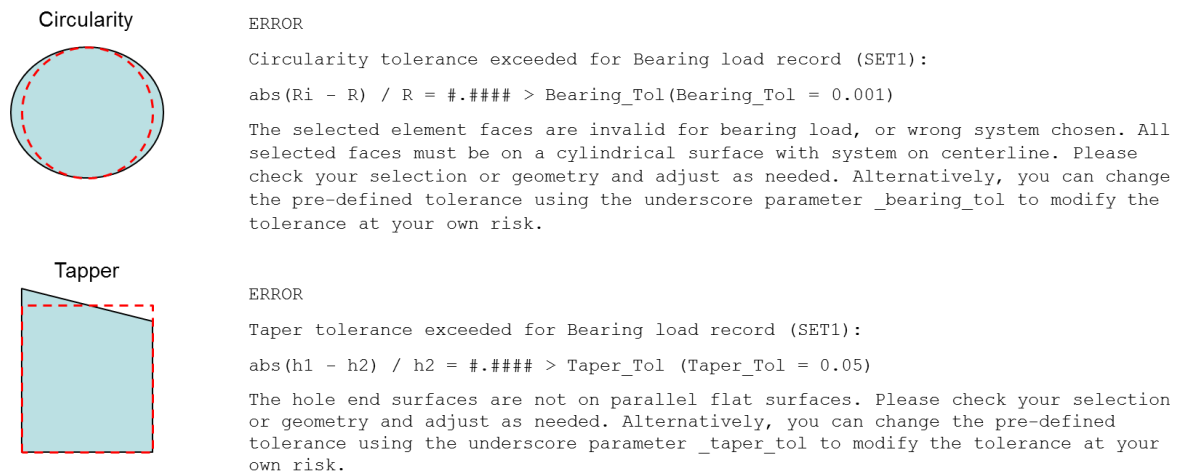 Circularity
ERROR
Circularity tolerance exceeded for Bearing load record (SET1):
abs(Ri - R) / R = #.#### > Bearing_Tol(Bearing_Tol = 0.001)
The selected element faces are invalid for bearing load, or wrong system chosen. All
selected faces must be on a cylindrical surface with system on centerline. Please
check your selection or geometry and adjust as needed. Alternatively, you can change
the pre-defined tolerance using the underscore parameter _bearing_tol to modify the
tolerance at your own risk.
Tapper
ERROR
Taper tolerance exceeded for Bearing load record (SET1):
abs(h1 - h2) / h2 = #.#### > Taper_Tol (Taper_Tol = 0.05)
The hole end surfaces are not on parallel flat surfaces. Please check your selection
or geometry and adjust as needed. Alternatively, you can change the pre-defined
tolerance using the underscore parameter _taper_tol to modify the tolerance at your
own risk.